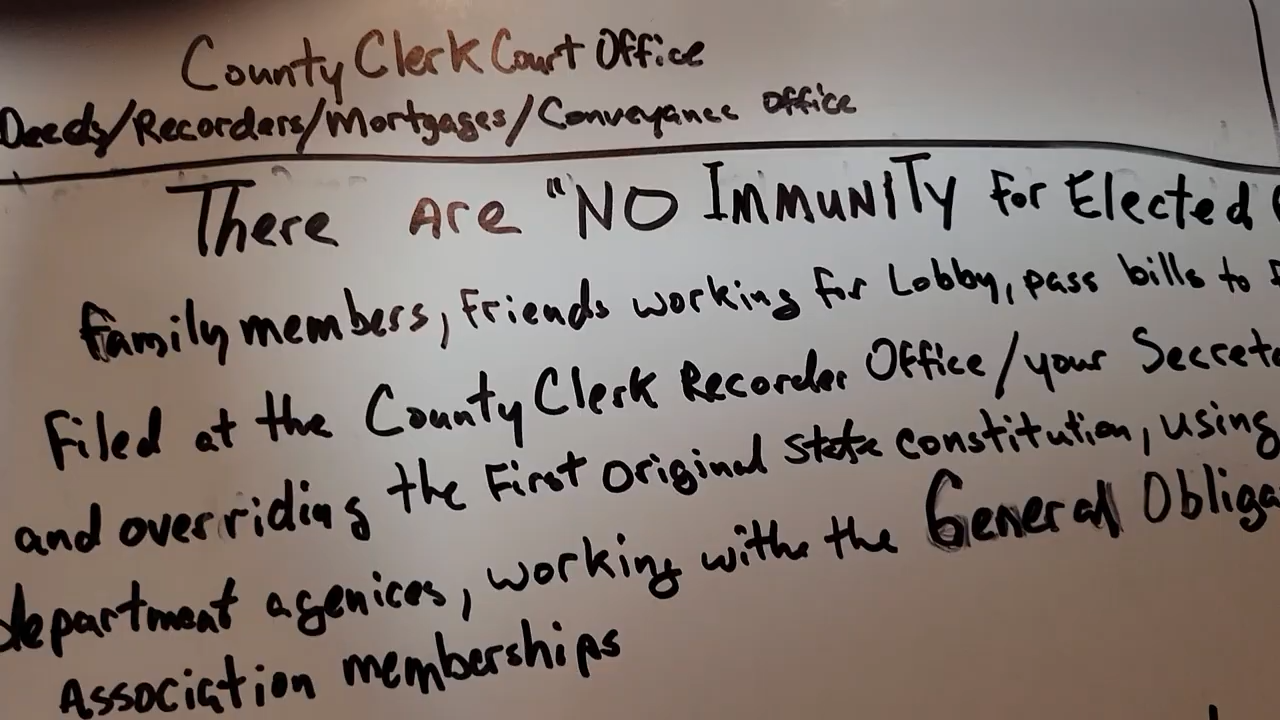 County Clerk Court Office
Deeds/Recorders/Mortgages/Conveyance office
There Are "NO IMMUNITY For Elected
Family members, Friends working for Lobby, pass bills to
Filed at the County Clerk Recorder Office/your
and overriding the First Original state constitution, using
department agenices, working withe the General
Association memberships